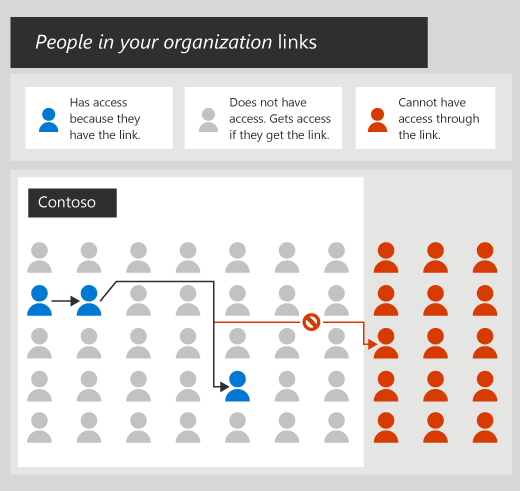 People in your organization links
Has access
because they
have the link.
Does not have
access. Gets access
if they get the link.
Cannot have
access through
the link.
Contoso